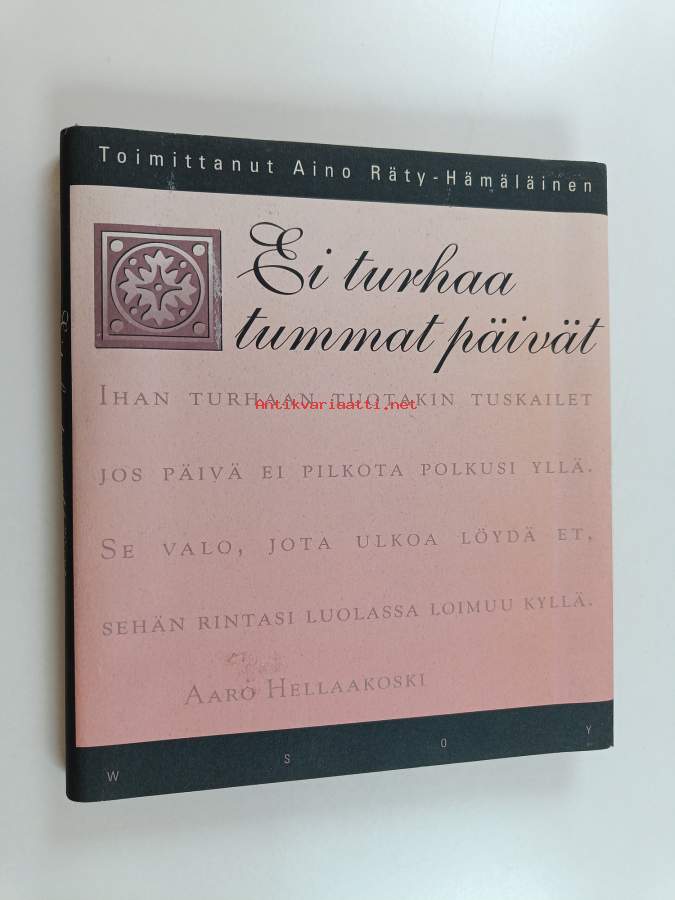 Toimittanut Aino Räty-Hämäläinen
Ei turhaa
tummat päivät
Ihan turhaan tuotakin tuskailet
Antikvariaatti.net
jos päivä ei pilkota polkusi yllä.
Se valo, jota ulkoa löydä et,
sehän rintasi luolassa loimuu kyllä.
Aaro Hellaakoski
W S O Y